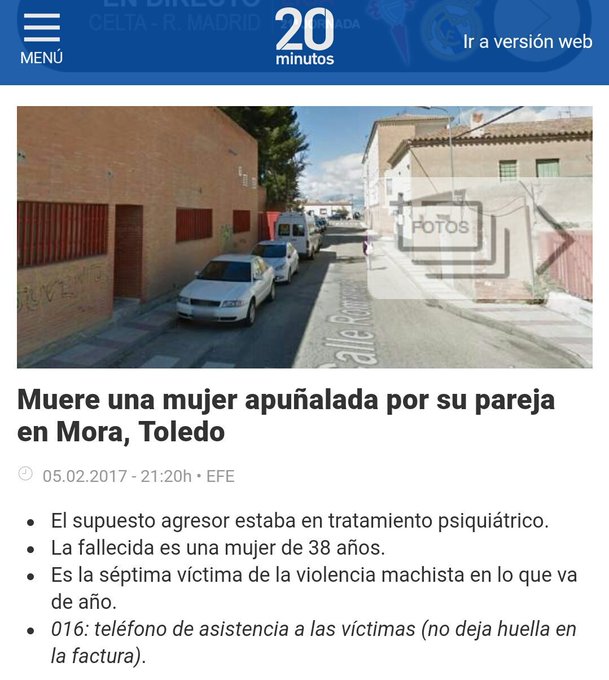 EN DIRECTO
CELTA - R. MADRID
JORNADA
MENÚ
20
minutos
Ir a versión web
FOTOS
Calle Rom
Muere una mujer apuñalada por su pareja
en Mora, Toledo
05.02.2017 - 21:20h • EFE
• El supuesto agresor estaba en tratamiento psiquiátrico.
• La fallecida es una mujer de 38 años.
• Es la séptima víctima de la violencia machista en lo que va
de año.
• 016: teléfono de asistencia a las víctimas (no deja huella en
la factura).